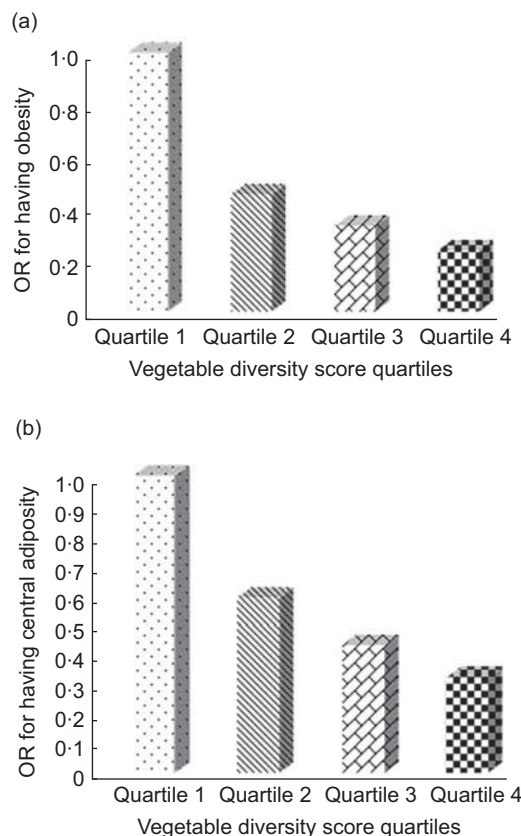 (a)
OR for having obesity
1·0
0·8
0·6
0·4
0·2
0
Quartile 1 Quartile 2 Quartile 3 Quartile 4
Vegetable diversity score quartiles
(b)
OR for having central adiposity
1·0
0·9
0·8
0·7
0·6
0·5
0·4
0·3
0·2
0·1
0
Quartile 1 Quartile 2 Quartile 3 Quartile 4
Vegetable diversity score quartiles